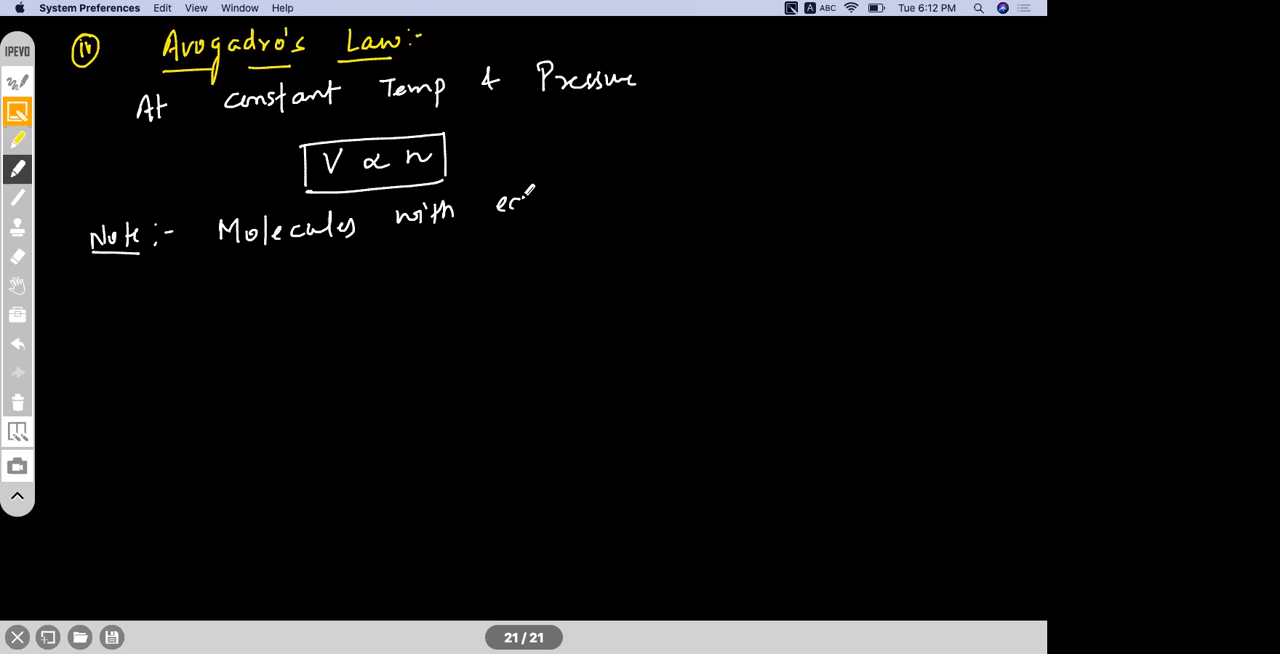 System Preferences Edit View Window Help A ABC Tue 6:12 PM
IPEVO
iv Avogadro's Law:-
At constant Temp & Pressure
V ∝ n
Note:- Molecules with
21 / 21